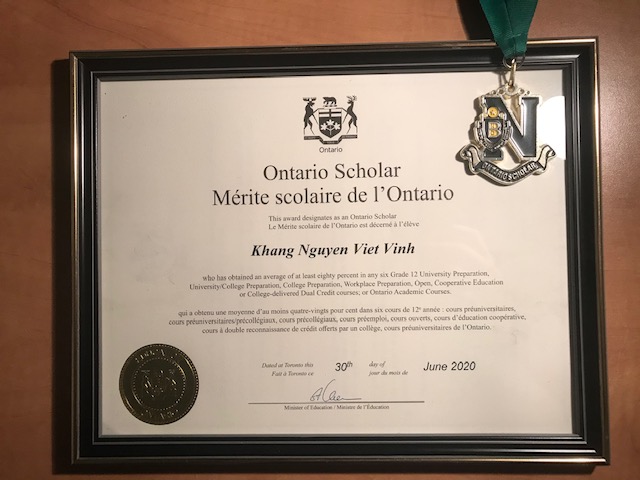 Ontario
Ontario Scholar
Mérite scolaire de l'Ontario
This award designates as an Ontario Scholar
Le Mérite scolaire de l'Ontario est décerné à l'élève
Khang Nguyen Viet Vinh
who has obtained an average of at least eighty percent in any six Grade 12 University Preparation,
University/College Preparation, College Preparation, Workplace Preparation, Open, Cooperative Education
or College-delivered Dual Credit courses; or Ontario Academic Courses.
qui a obtenu une moyenne d'au moins quatre-vingts pour cent dans six cours de 12e année : cours préuniversitaires,
cours préuniversitaires/précollégiaux, cours précollégiaux, cours préemploi, cours ouverts, cours d'éducation coopérative,
cours à double reconnaissance de crédit offerts par un collège, cours préuniversitaires de l'Ontario.
Dated at Toronto this 30th day of June 2020
Fait à Toronto ce jour du mois de
Minister of Education / Ministre de l'Éducation
N
B
ONTARIO SCHOLAR